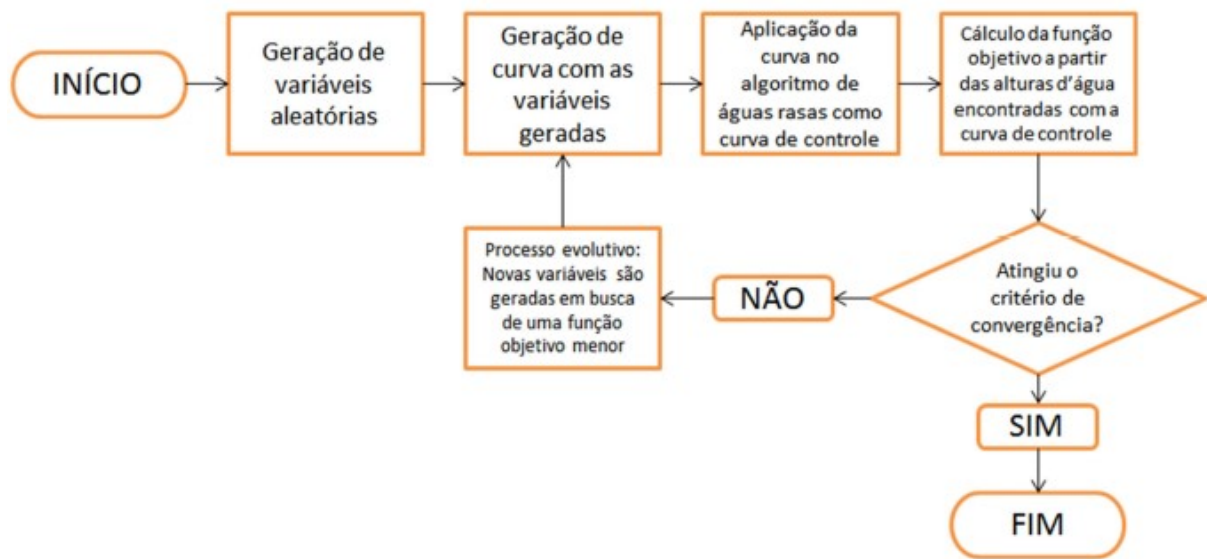 INÍCIO
Geração de
variáveis
aleatórias
Geração de
curva com as
variáveis
geradas
Aplicação da
curva no
algoritmo de
águas rasas como
curva de controle
Cálculo da função
objetivo a partir
das alturas d'água
encontradas com a
curva de controle
Atingiu o
critério de
convergência?
NÃO
Processo evolutivo:
Novas variáveis são
geradas em busca
de uma função
objetivo menor
SIM
FIM